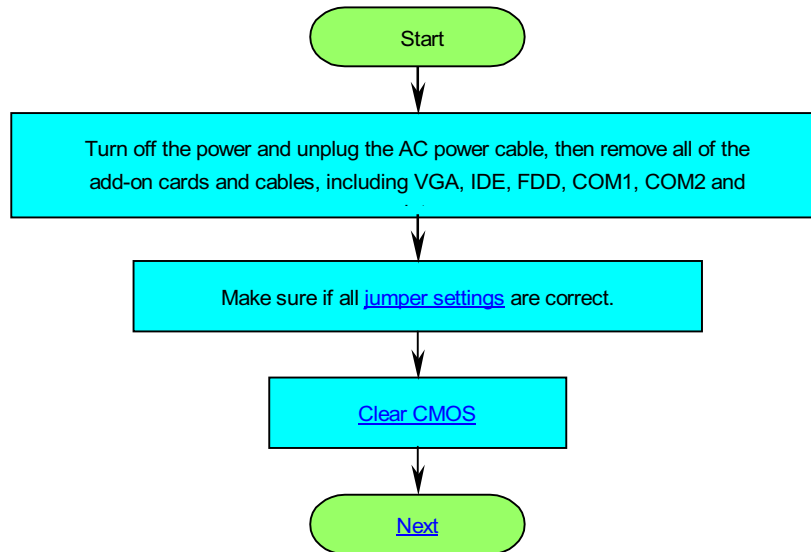 Start
Turn off the power and unplug the AC power cable, then remove all of the
add-on cards and cables, including VGA, IDE, FDD, COM1, COM2 and
Make sure if all jumper settings are correct.
Clear CMOS
Next